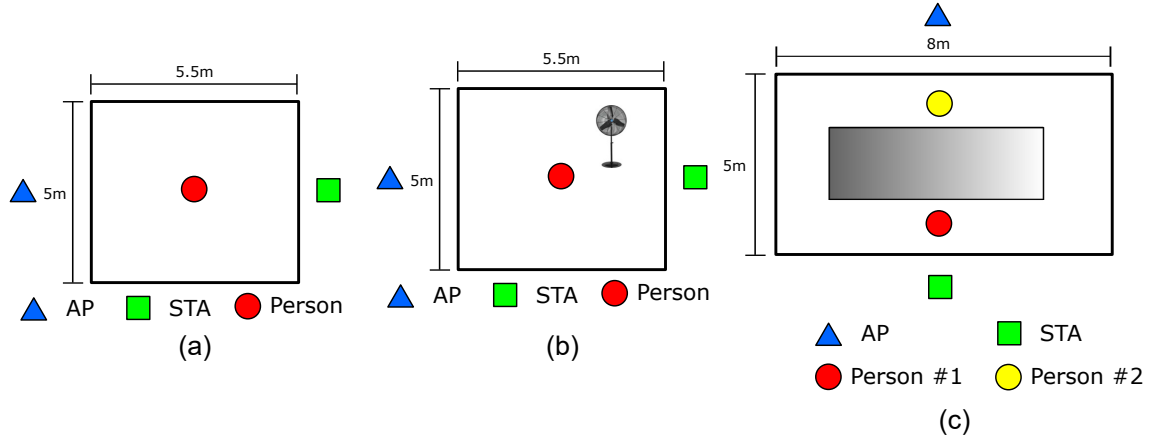 5.5m
5m
AP STA Person
(a)
5.5m
5m
AP STA Person
(b)
8m
5m
AP STA
Person #1 Person #2
(c)